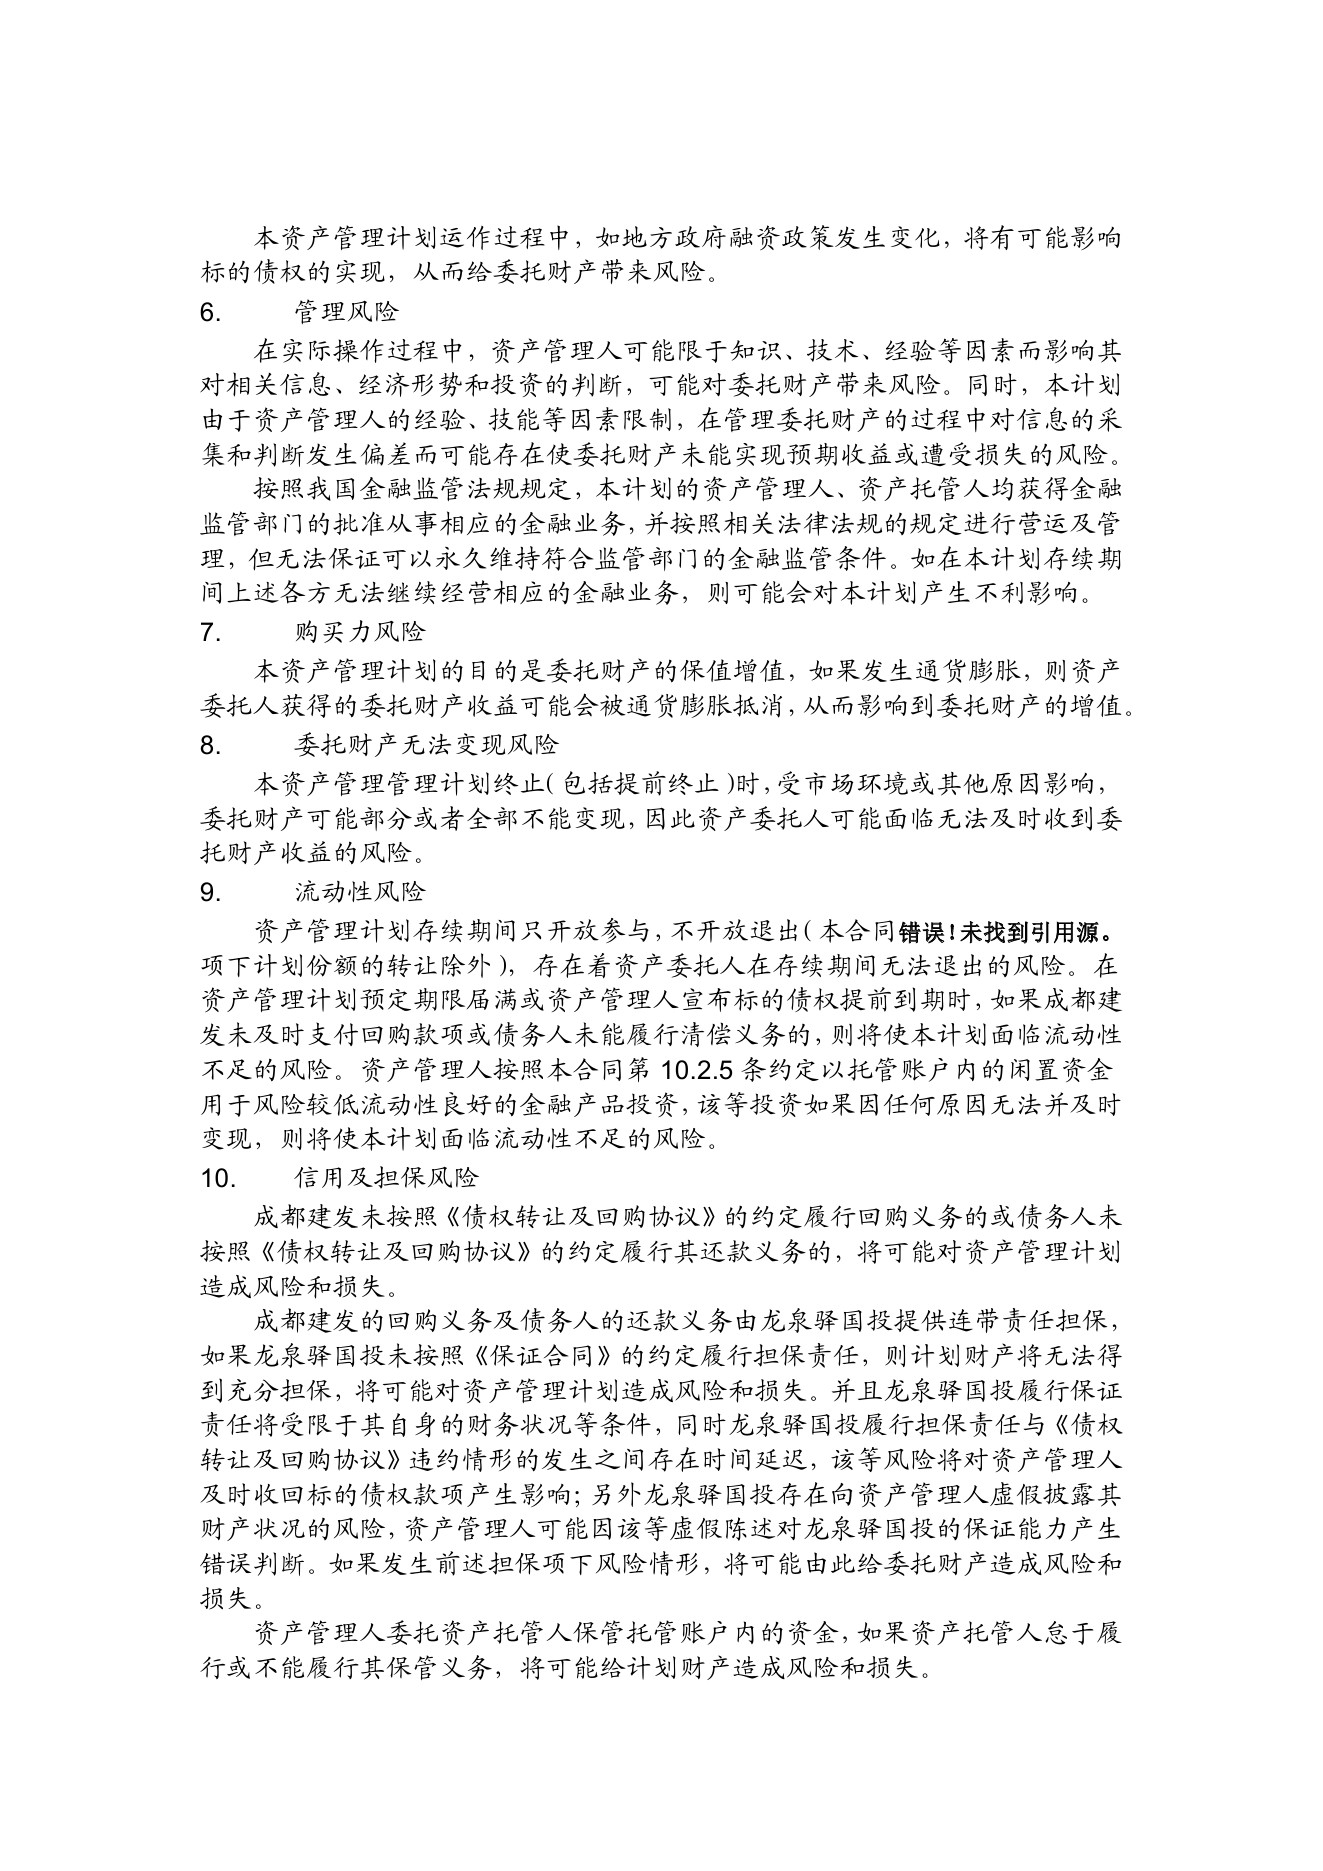 本资产管理计划运作过程中，如地方政府融资政策发生变化，将有可能影响
标的债权的实现，从而给委托财产带来风险。
6. 管理风险
在实际操作过程中，资产管理人可能限于知识、技术、经验等因素而影响其
对相关信息、经济形势和投资的判断，可能对委托财产带来风险。同时，本计划
由于资产管理人的经验、技能等因素限制，在管理委托财产的过程中对信息的采
集和判断发生偏差而可能存在使委托财产未能实现预期收益或遭受损失的风险。
按照我国金融监管法规规定，本计划的资产管理人、资产托管人均获得金融
监管部门的批准从事相应的金融业务，并按照相关法律法规的规定进行营运及管
理，但无法保证可以永久维持符合监管部门的金融监管条件。如在本计划存续期
间上述各方无法继续经营相应的金融业务，则可能会对本计划产生不利影响。
7. 购买力风险
本资产管理计划的目的是委托财产的保值增值，如果发生通货膨胀，则资产
委托人获得的委托财产收益可能会被通货膨胀抵消，从而影响到委托财产的增值。
8. 委托财产无法变现风险
本资产管理管理计划终止(包括提前终止)时，受市场环境或其他原因影响，
委托财产可能部分或者全部不能变现，因此资产委托人可能面临无法及时收到委
托财产收益的风险。
9. 流动性风险
资产管理计划存续期间只开放参与，不开放退出(本合同错误!未找到引用源。
项下计划份额的转让除外)，存在着资产委托人在存续期间无法退出的风险。在
资产管理计划预定期限届满或资产管理人宣布标的债权提前到期时，如果成都建
发未及时支付回购款项或债务人未能履行清偿义务的，则将使本计划面临流动性
不足的风险。资产管理人按照本合同第 10.2.5 条约定以托管账户内的闲置资金
用于风险较低流动性良好的金融产品投资，该等投资如果因任何原因无法并及时
变现，则将使本计划面临流动性不足的风险。
10. 信用及担保风险
成都建发未按照《债权转让及回购协议》的约定履行回购义务的或债务人未
按照《债权转让及回购协议》的约定履行其还款义务的，将可能对资产管理计划
造成风险和损失。
成都建发的回购义务及债务人的还款义务由龙泉驿国投提供连带责任担保，
如果龙泉驿国投未按照《保证合同》的约定履行担保责任，则计划财产将无法得
到充分担保，将可能对资产管理计划造成风险和损失。并且龙泉驿国投履行保证
责任将受限于其自身的财务状况等条件，同时龙泉驿国投履行担保责任与《债权
转让及回购协议》违约情形的发生之间存在时间延迟，该等风险将对资产管理人
及时收回标的债权款项产生影响；另外龙泉驿国投存在向资产管理人虚假披露其
财产状况的风险，资产管理人可能因该等虚假陈述对龙泉驿国投的保证能力产生
错误判断。如果发生前述担保项下风险情形，将可能由此给委托财产造成风险和
损失。
资产管理人委托资产托管人保管托管账户内的资金，如果资产托管人怠于履
行或不能履行其保管义务，将可能给计划财产造成风险和损失。